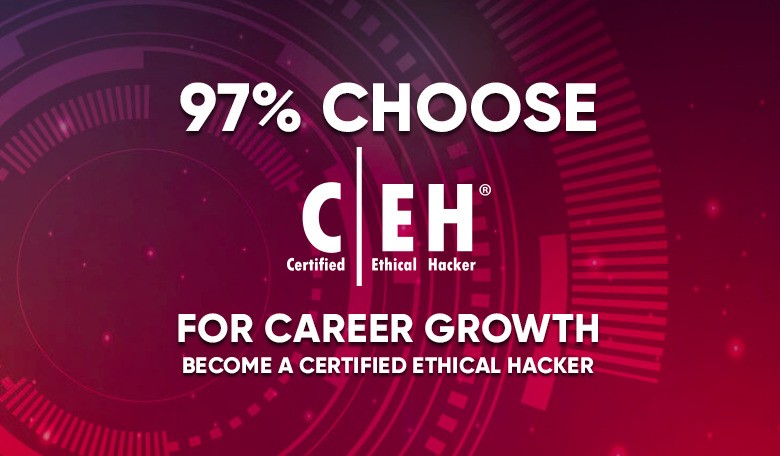 97% CHOOSE
C|EH®
Certified Ethical Hacker
FOR CAREER GROWTH
BECOME A CERTIFIED ETHICAL HACKER